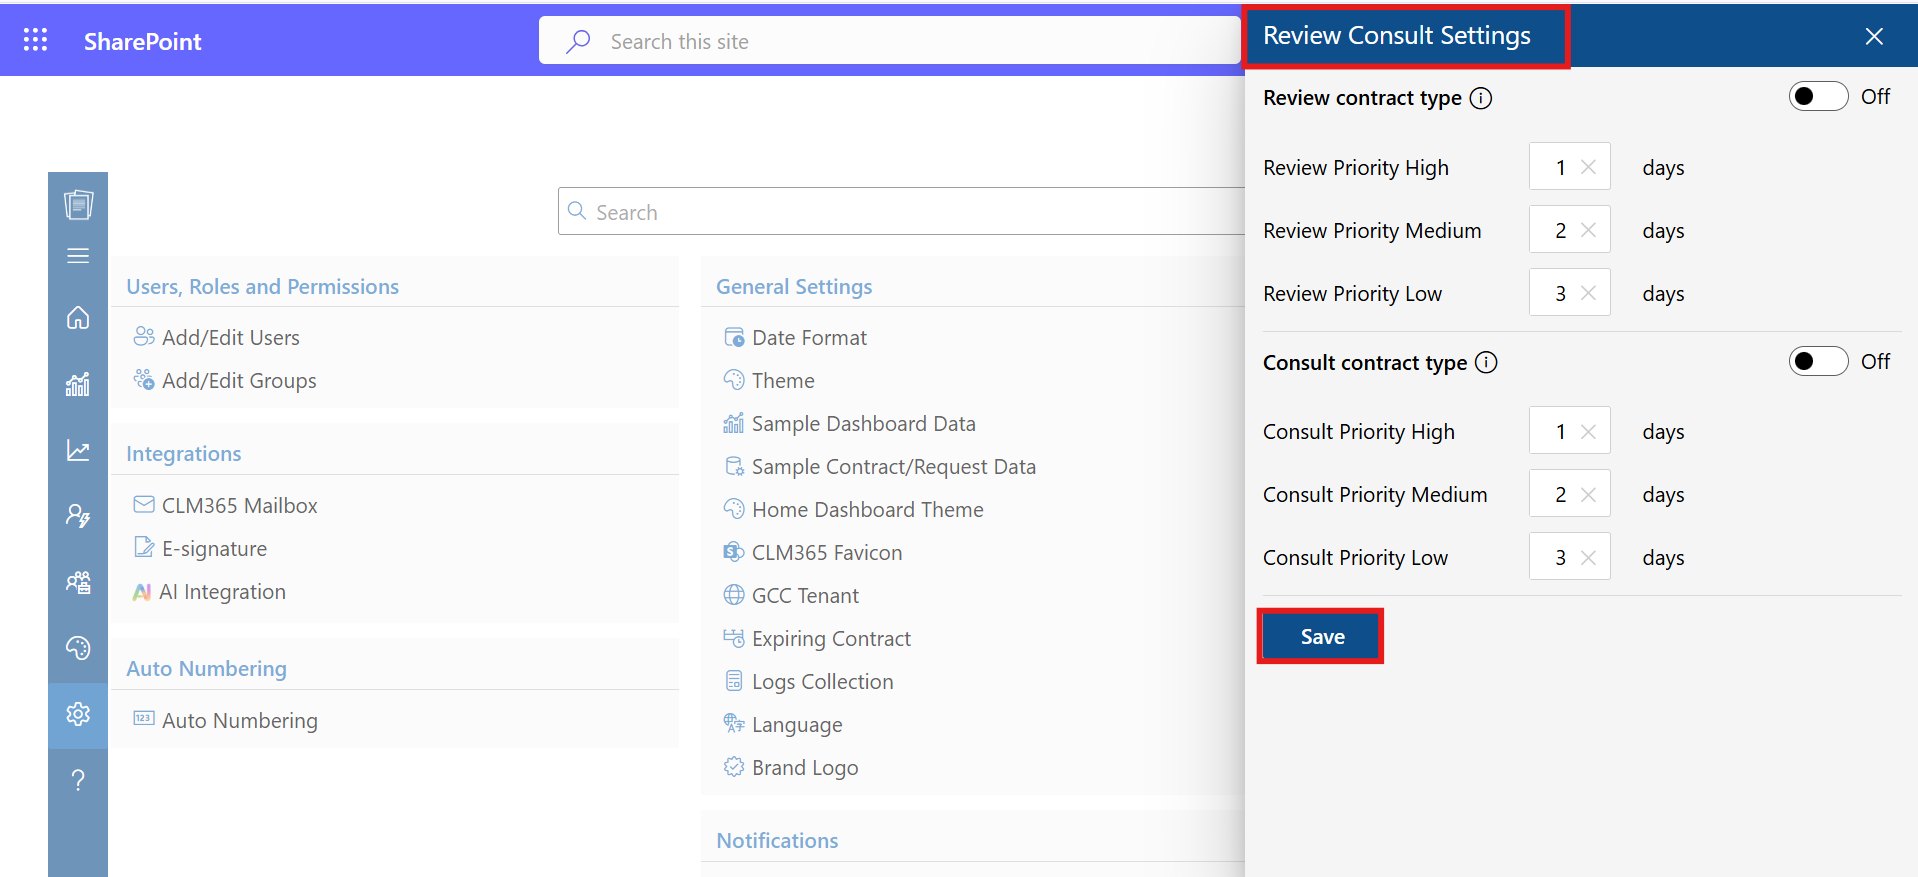 SharePoint
Search this site
Review Consult Settings
Review contract type
Off
Review Priority High 1 days
Review Priority Medium 2 days
Review Priority Low 3 days
Consult contract type
Off
Consult Priority High 1 days
Consult Priority Medium 2 days
Consult Priority Low 3 days
Save
Search
Users, Roles and Permissions
Add/Edit Users
Add/Edit Groups
Integrations
CLM365 Mailbox
E-signature
AI Integration
Auto Numbering
123 Auto Numbering
General Settings
Date Format
Theme
Sample Dashboard Data
Sample Contract/Request Data
Home Dashboard Theme
CLM365 Favicon
GCC Tenant
Expiring Contract
Logs Collection
Language
Brand Logo
Notifications